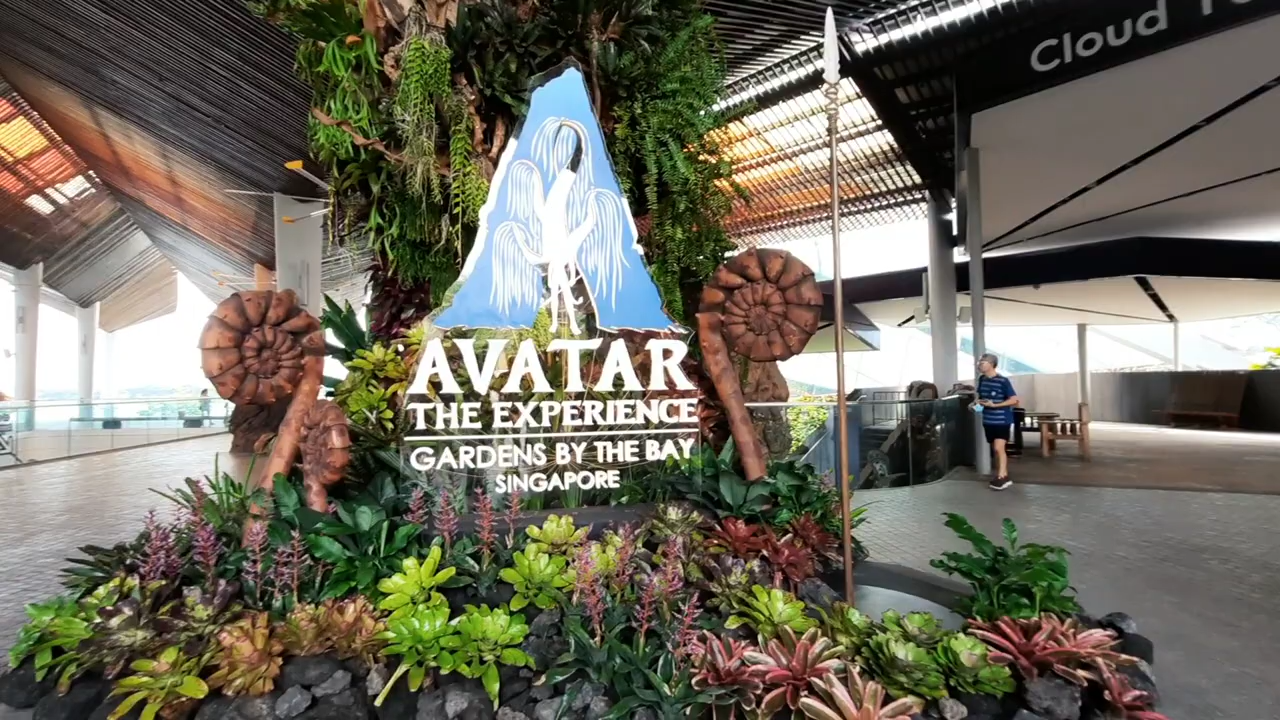 Cloud
AVATAR
THE EXPERIENCE
GARDENS BY THE BAY
SINGAPORE